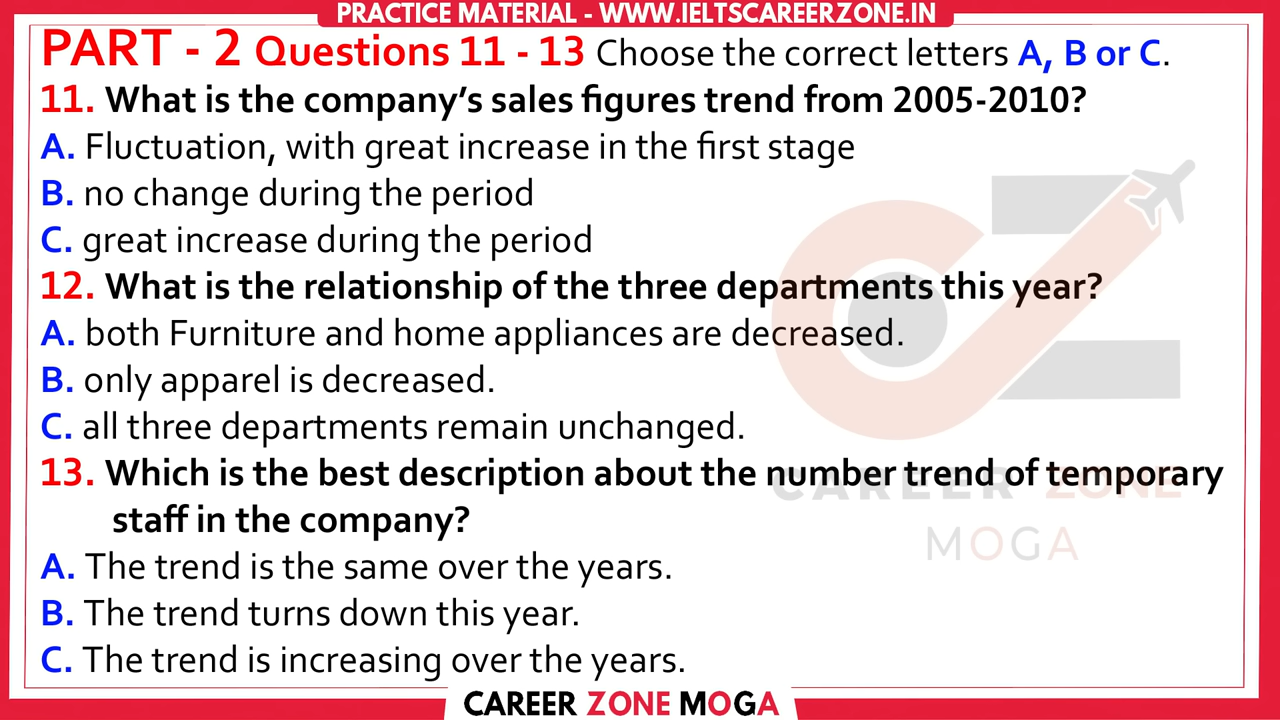 PRACTICE MATERIAL - WWW.IELTSCAREERZONE.IN
PART - 2 Questions 11 - 13 Choose the correct letters A, B or C.
11. What is the company’s sales figures trend from 2005-2010?
A. Fluctuation, with great increase in the first stage
B. no change during the period
C. great increase during the period
12. What is the relationship of the three departments this year?
A. both Furniture and home appliances are decreased.
B. only apparel is decreased.
C. all three departments remain unchanged.
13. Which is the best description about the number trend of temporary
staff in the company?
CAREER ZONE
MOGA
A. The trend is the same over the years.
B. The trend turns down this year.
C. The trend is increasing over the years.
CAREER ZONE MOGA